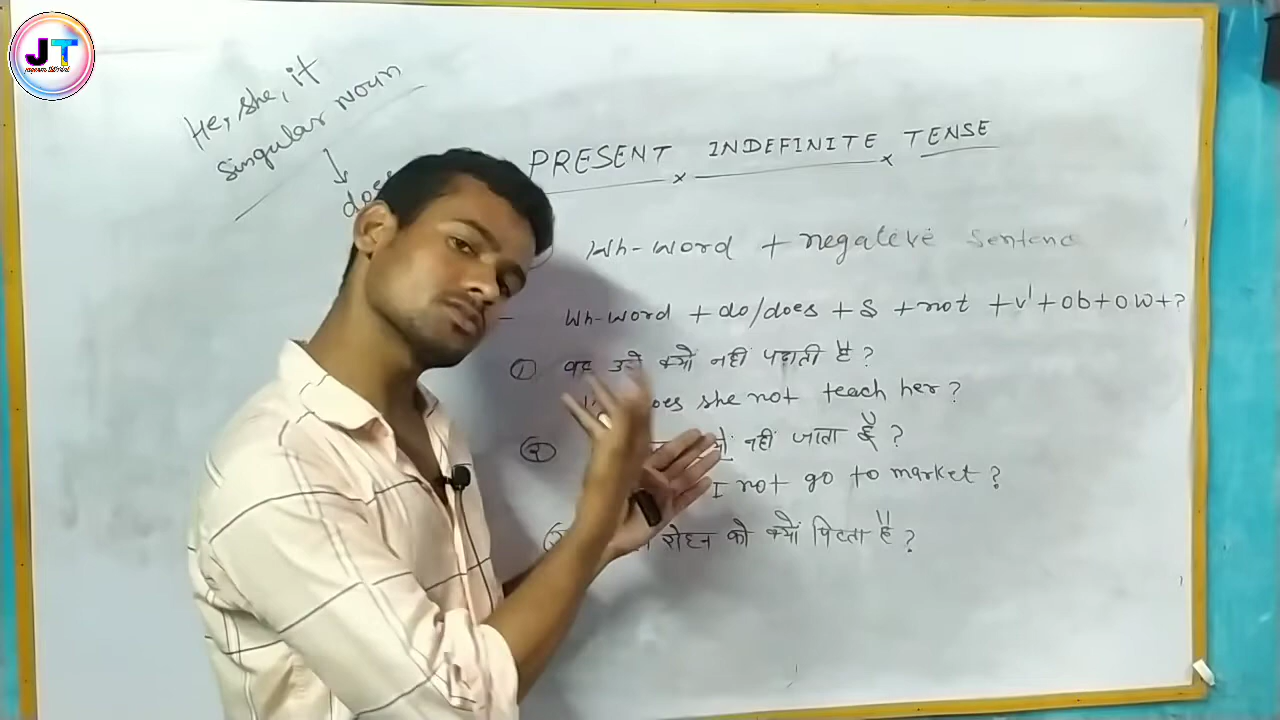 JT
He, she, it
singular noun
does
PRESENT INDEFINITE TENSE
Wh-word + negative sentenc
Wh-word + do/does + S + not + v¹ + ob + ow + ?
① वह उसे क्यों नहीं पढ़ाती है ?
does she not teach her ?
② नहीं जाता हूँ ?
I not go to market ?
रोहन को क्यों पिटता है ?